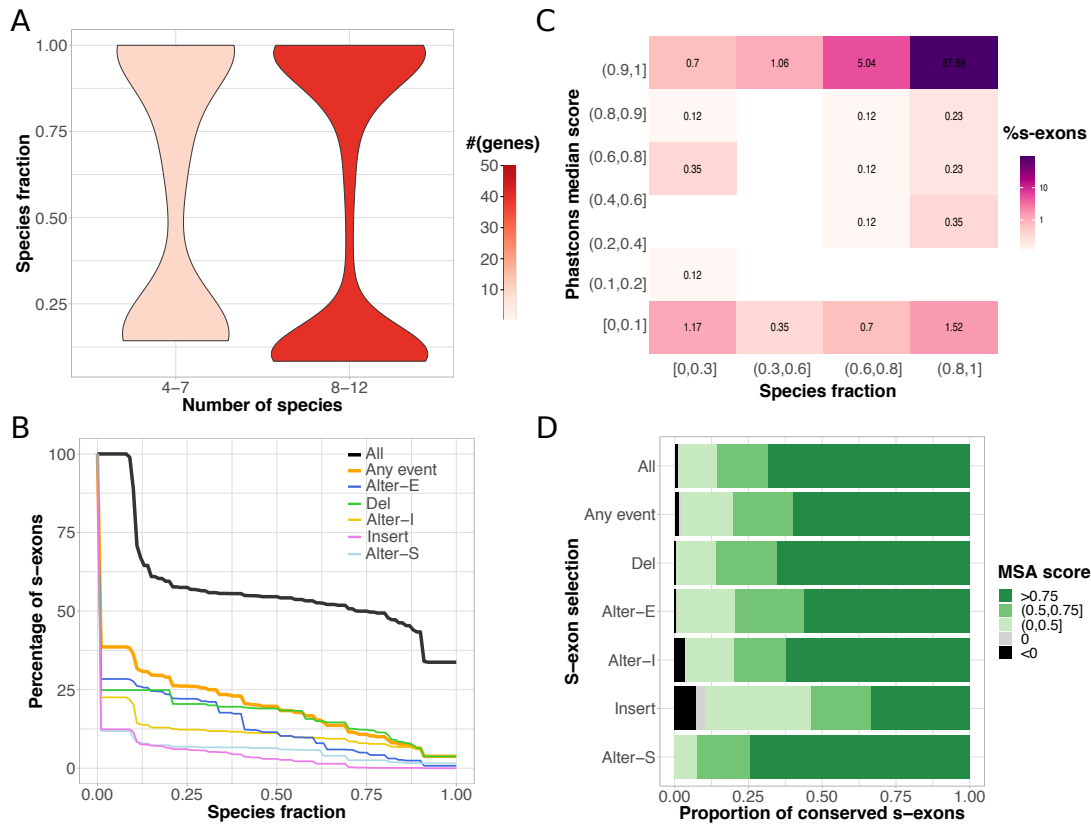 A
1.00
0.75
0.50
0.25
Species fraction
4−7
8−12
Number of species
#(genes)
50
40
30
20
10
C
Phastcons median score
(0.9,1]
(0.8,0.9]
(0.6,0.8]
(0.4,0.6]
(0.2,0.4]
(0.1,0.2]
[0,0.1]
0.7 1.06 5.04 87.69
0.12 0.12 0.23
0.35 0.12 0.23
0.12 0.35
0.12
1.17 0.35 0.7 1.52
[0,0.3] (0.3,0.6] (0.6,0.8] (0.8,1]
Species fraction
%s-exons
10
1
B
Percentage of s−exons
100
75
50
25
0
0.00 0.25 0.50 0.75 1.00
Species fraction
All
Any event
Alter−E
Del
Alter−I
Insert
Alter−S
D
S−exon selection
All
Any event
Del
Alter−E
Alter−I
Insert
Alter−S
0.00 0.25 0.50 0.75 1.00
Proportion of conserved s−exons
MSA score
>0.75
(0.5,0.75]
(0,0.5]
0
<0